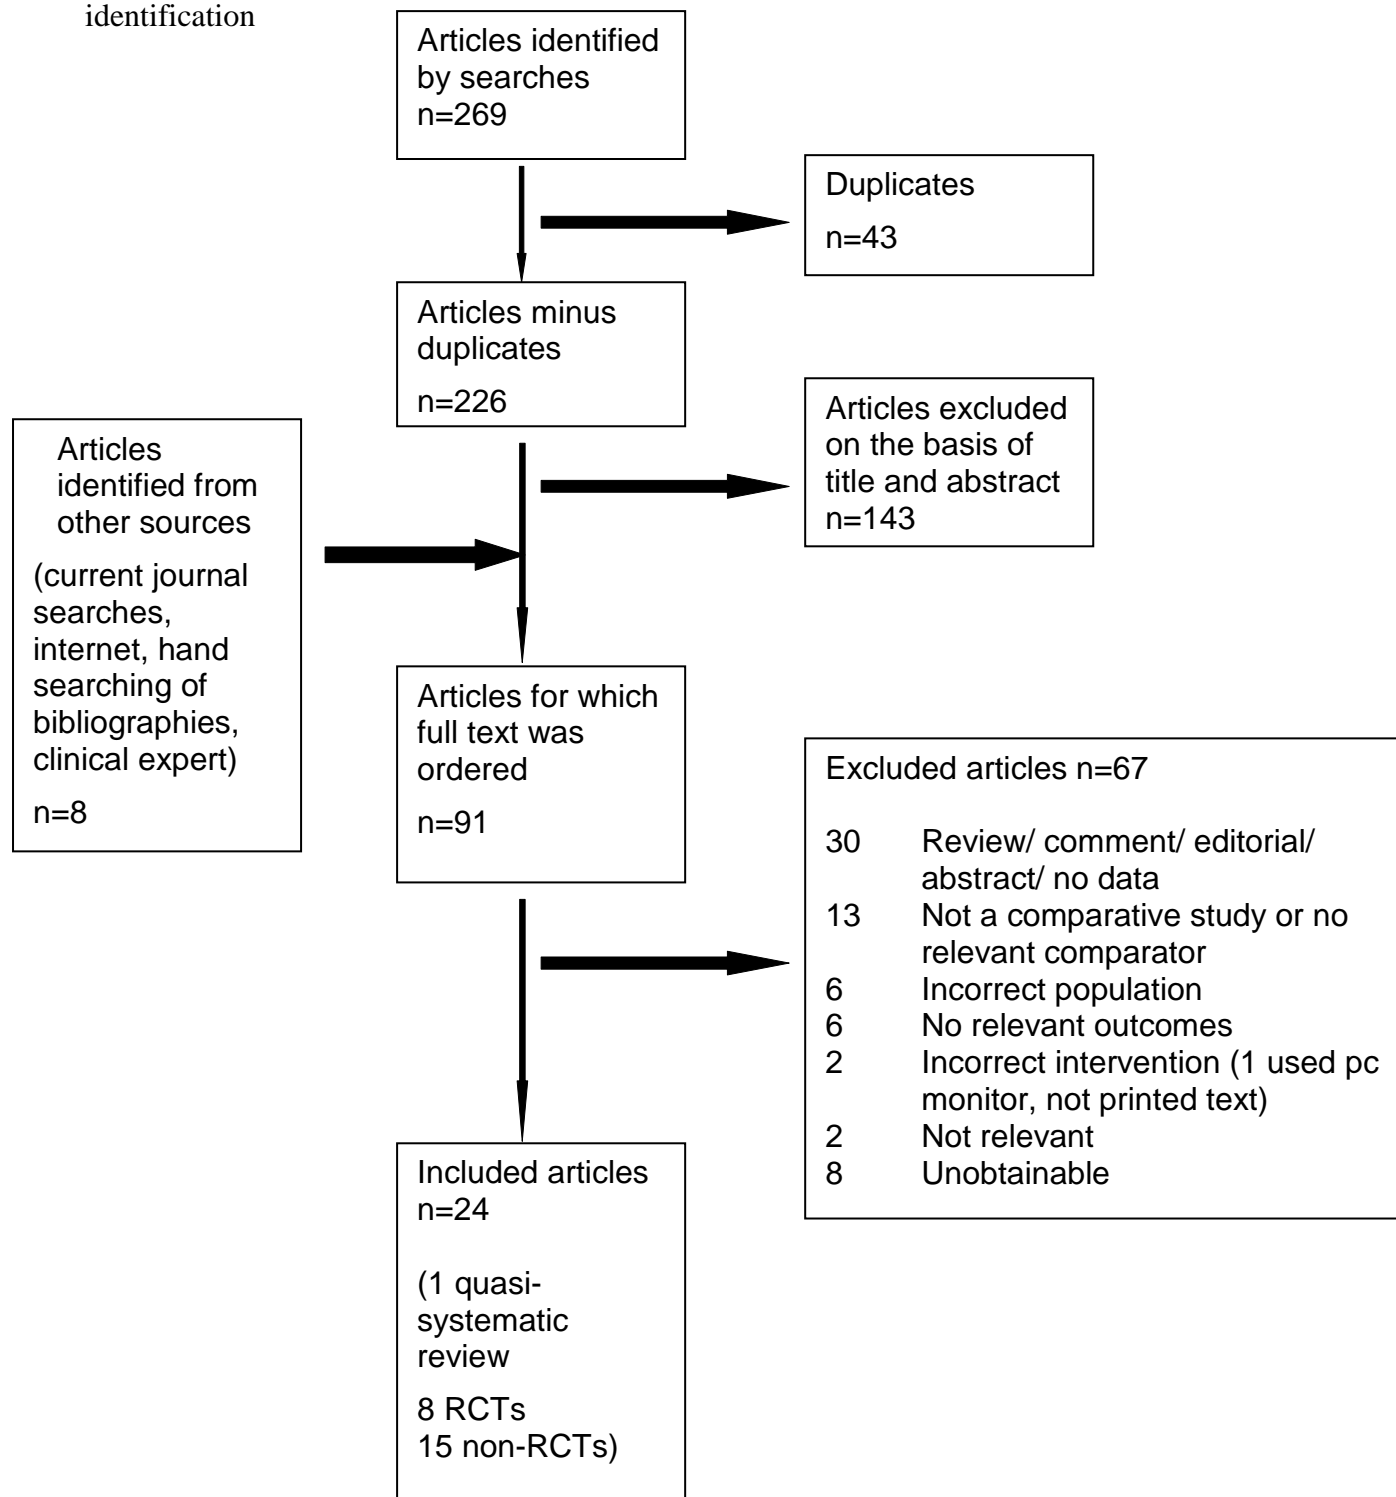 identification
Articles identified
by searches
n=269
Duplicates
n=43
Articles minus
duplicates
n=226
Articles excluded
on the basis of
title and abstract
n=143
Articles
identified from
other sources
(current journal
searches,
internet, hand
searching of
bibliographies,
clinical expert)
n=8
Articles for which
full text was
ordered
n=91
Excluded articles n=67
30 Review/ comment/ editorial/
abstract/ no data
13 Not a comparative study or no
relevant comparator
6 Incorrect population
6 No relevant outcomes
2 Incorrect intervention (1 used pc
monitor, not printed text)
2 Not relevant
8 Unobtainable
Included articles
n=24
(1 quasi-
systematic
review
8 RCTs
15 non-RCTs)